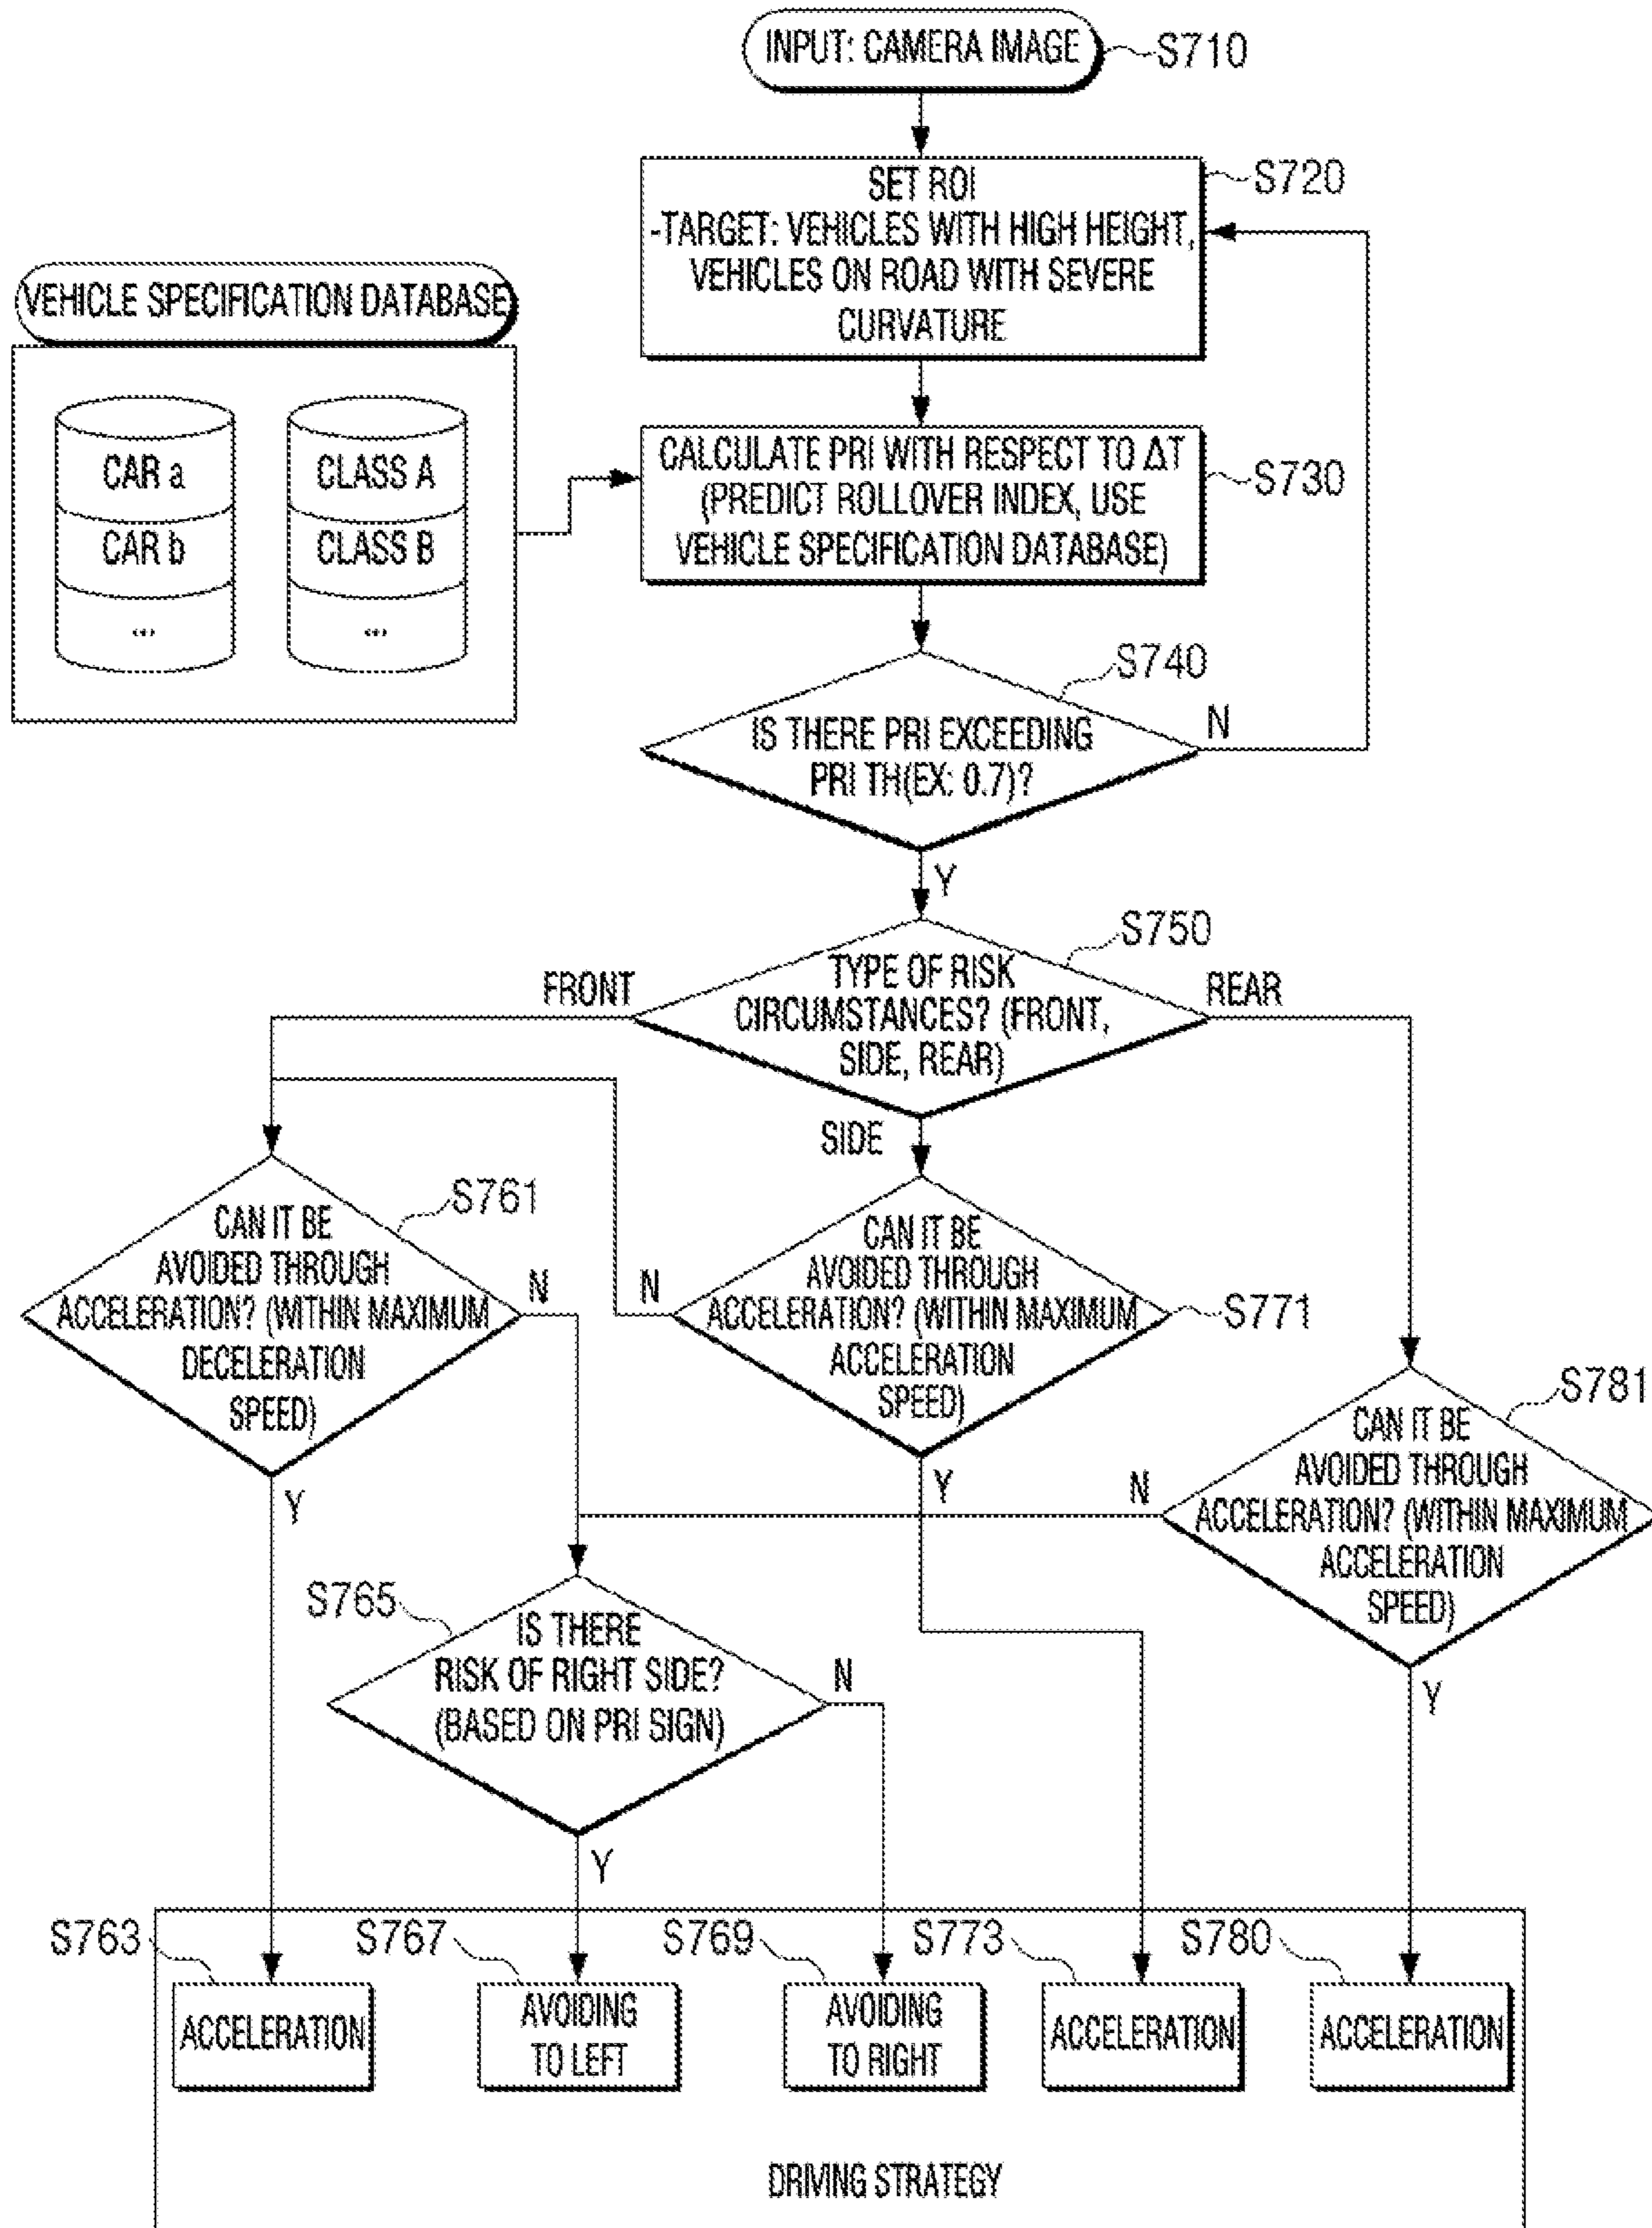 INPUT: CAMERA IMAGE
S710
SET ROI
-TARGET: VEHICLES WITH HIGH HEIGHT,
VEHICLES ON ROAD WITH SEVERE
CURVATURE
S720
VEHICLE SPECIFICATION DATABASE
CAR a
CAR b
...
CLASS A
CLASS B
...
CALCULATE PRI WITH RESPECT TO ΔT
(PREDICT ROLLOVER INDEX, USE
VEHICLE SPECIFICATION DATABASE)
S730
S740
IS THERE PRI EXCEEDING
PRI TH(EX: 0.7)?
N
Y
S750
TYPE OF RISK
CIRCUMSTANCES? (FRONT,
SIDE, REAR)
FRONT
REAR
SIDE
S761
CAN IT BE
AVOIDED THROUGH
ACCELERATION? (WITHIN MAXIMUM
DECELERATION
SPEED)
N
Y
CAN IT BE
AVOIDED THROUGH
ACCELERATION? (WITHIN MAXIMUM
ACCELERATION
SPEED)
S771
N
Y
S781
CAN IT BE
AVOIDED THROUGH
ACCELERATION? (WITHIN MAXIMUM
ACCELERATION
SPEED)
N
Y
S765
IS THERE
RISK OF RIGHT SIDE?
(BASED ON PRI SIGN)
N
Y
S763
ACCELERATION
S767
AVOIDING
TO LEFT
S769
AVOIDING
TO RIGHT
S773
ACCELERATION
S780
ACCELERATION
DRIVING STRATEGY